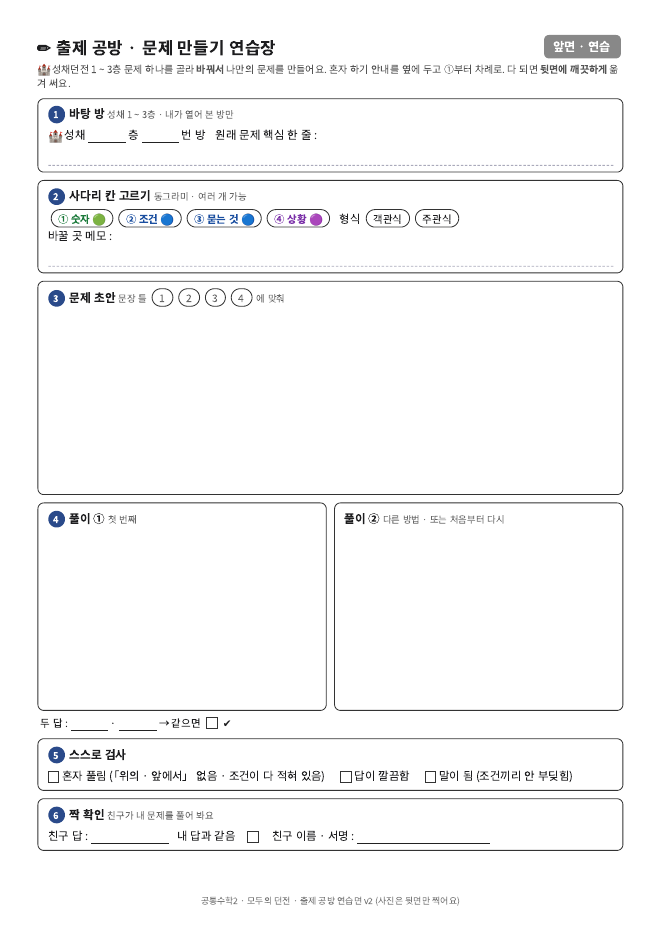 ✏ 출제 공방 · 문제 만들기 연습장
앞면 · 연습
🏰 성채던전 1 ~ 3층 문제 하나를 골라 바꿔서 나만의 문제를 만들어요. 혼자 하기 안내를 옆에 두고 ①부터 차례로. 다 되면 뒷면에 깨끗하게 옮
겨 써요.
1 바탕 방 성채 1 ~ 3층 · 내가 열어 본 방만
🏰 성채 ______ 층 ______ 번 방 원래 문제 핵심 한 줄 :
2 사다리 칸 고르기 동그라미 · 여러 개 가능
① 숫자 🟢 ② 조건 🔵 ③ 묻는 것 🔵 ④ 상황 🟣 형식 객관식 주관식
바꿀 곳 메모 :
3 문제 초안 문장 틀 1 2 3 4 에 맞춰
4 풀이 ① 첫 번째
풀이 ② 다른 방법 · 또는 처음부터 다시
두 답 : ______ · ______ → 같으면 ☐ ✔
5 스스로 검사
☐ 혼자 풀림 (「위의 · 앞에서」 없음 · 조건이 다 적혀 있음) ☐ 답이 깔끔함 ☐ 말이 됨 (조건끼리 안 부딪힘)
6 짝 확인 친구가 내 문제를 풀어 봐요
친구 답 : ____________ 내 답과 같음 ☐ 친구 이름 · 서명 : ____________________
공통수학2 · 모두의 던전 · 출제 공방 연습면 v2 (사진은 뒷면만 찍어요)